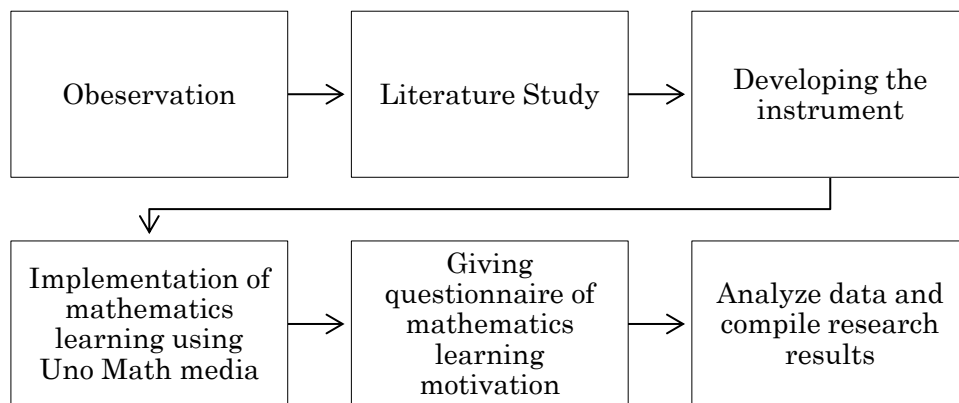 Obeservation
Literature Study
Developing the
instrument
Implementation of
mathematics
learning using
Uno Math media
Giving
questionnaire of
mathematics
learning
motivation
Analyze data and
compile research
results